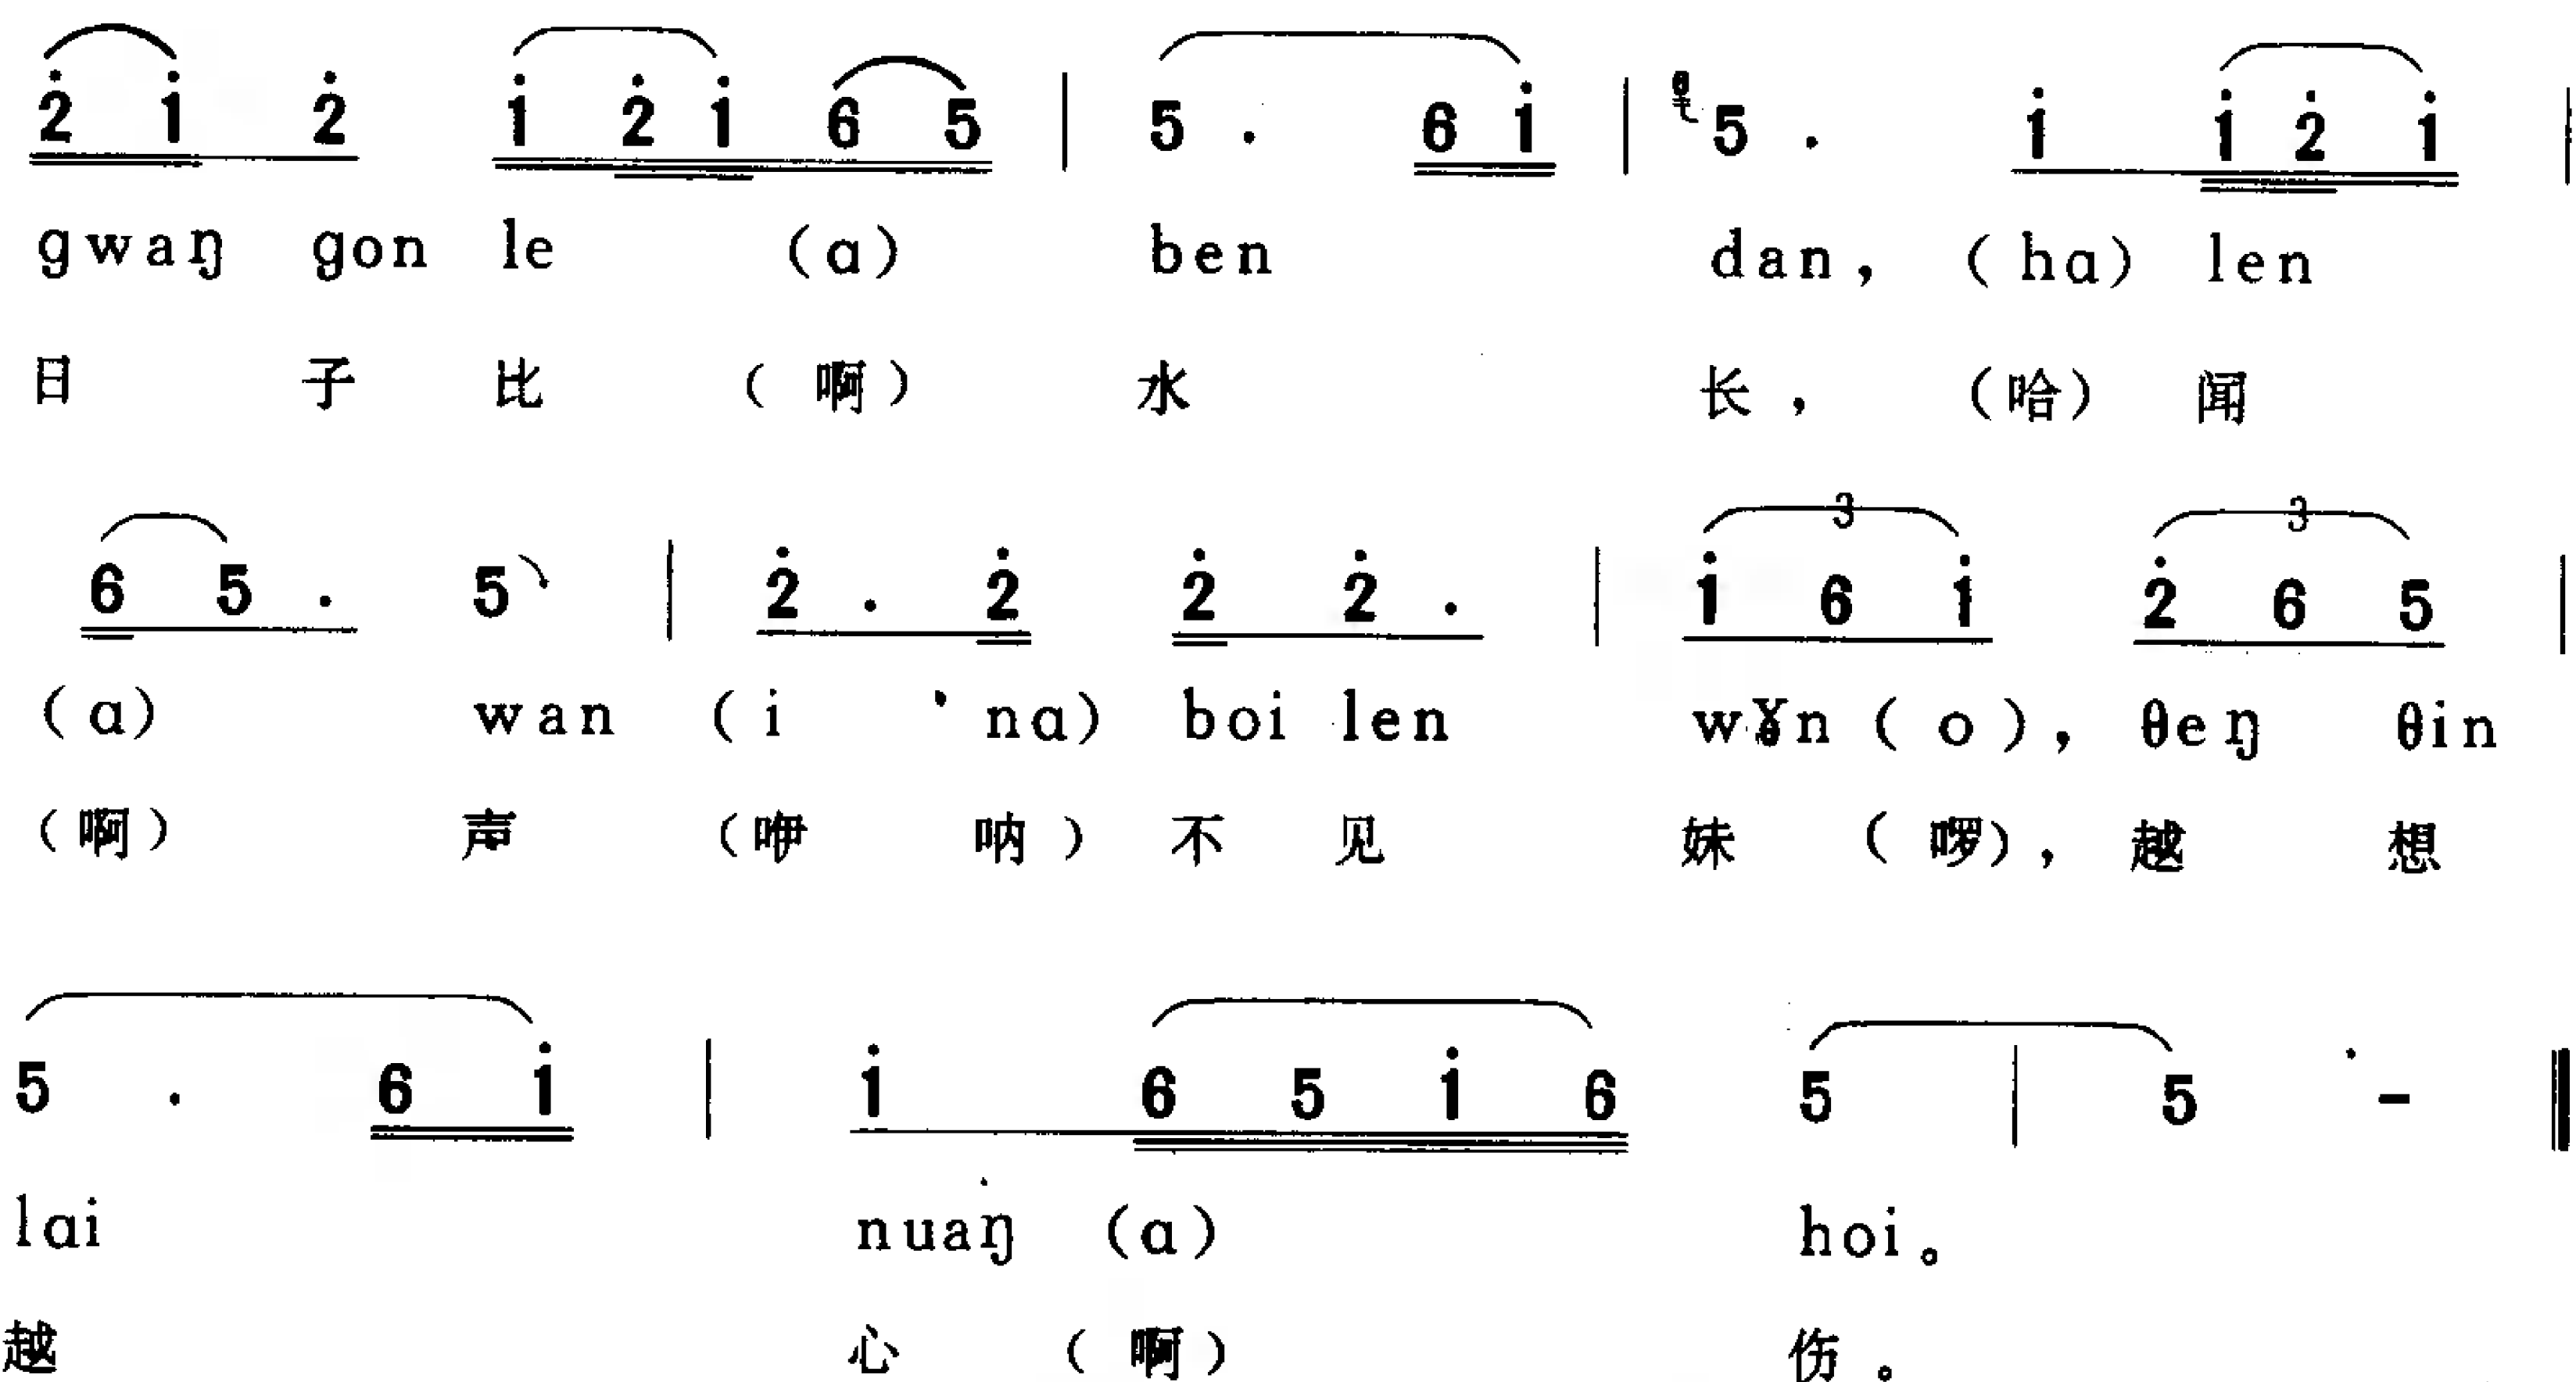 2̇ 1̇ 2̇ 1̇ 2̇ 1̇ 6 5 | 5 . 6 1̇ | 6 5 . 1̇ 1̇ 2̇ 1̇ |
gwaŋ gon le (ɑ) ben dan, (hɑ) len
日 子 比 (啊) 水 长, (哈) 闻
6 5 . 5 | 2̇ . 2̇ 2̇ 2̇ . | 3 1̇ 6 1̇ 3 2̇ 6 5 |
(ɑ) wan (i nɑ) boi len wɤn (o), θeŋ θin
(啊) 声 (咿 呐) 不 见 妹 (啰), 越 想
5 . 6 1̇ | 1̇ 6 5 1̇ 6 5 | 5 - ‖
lɑi nuaŋ (ɑ) hoi。
越 心 (啊) 伤。